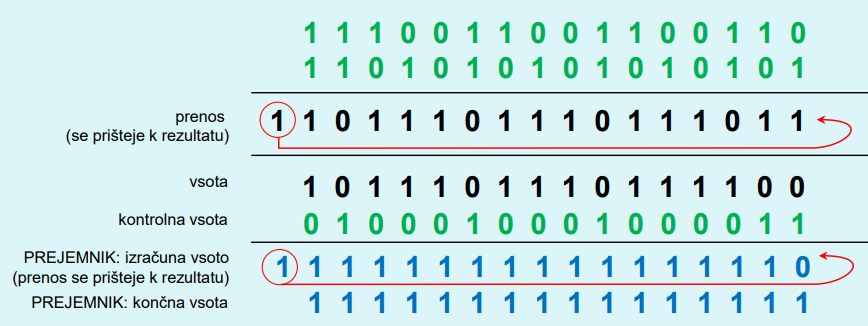 1 1 1 0 0 1 1 0 0 1 1 0 0 1 1 0
1 1 0 1 0 1 0 1 0 1 0 1 0 1 0 1
prenos
(se prišteje k rezultatu)
1 1 0 1 1 1 0 1 1 1 0 1 1 1 0 1 1
vsota 1 0 1 1 1 0 1 1 1 0 1 1 1 1 0 0
kontrolna vsota 0 1 0 0 0 1 0 0 0 1 0 0 0 0 1 1
PREJEMNIK: izračuna vsoto
(prenos se prišteje k rezultatu)
1 1 1 1 1 1 1 1 1 1 1 1 1 1 1 1 0
PREJEMNIK: končna vsota 1 1 1 1 1 1 1 1 1 1 1 1 1 1 1 1